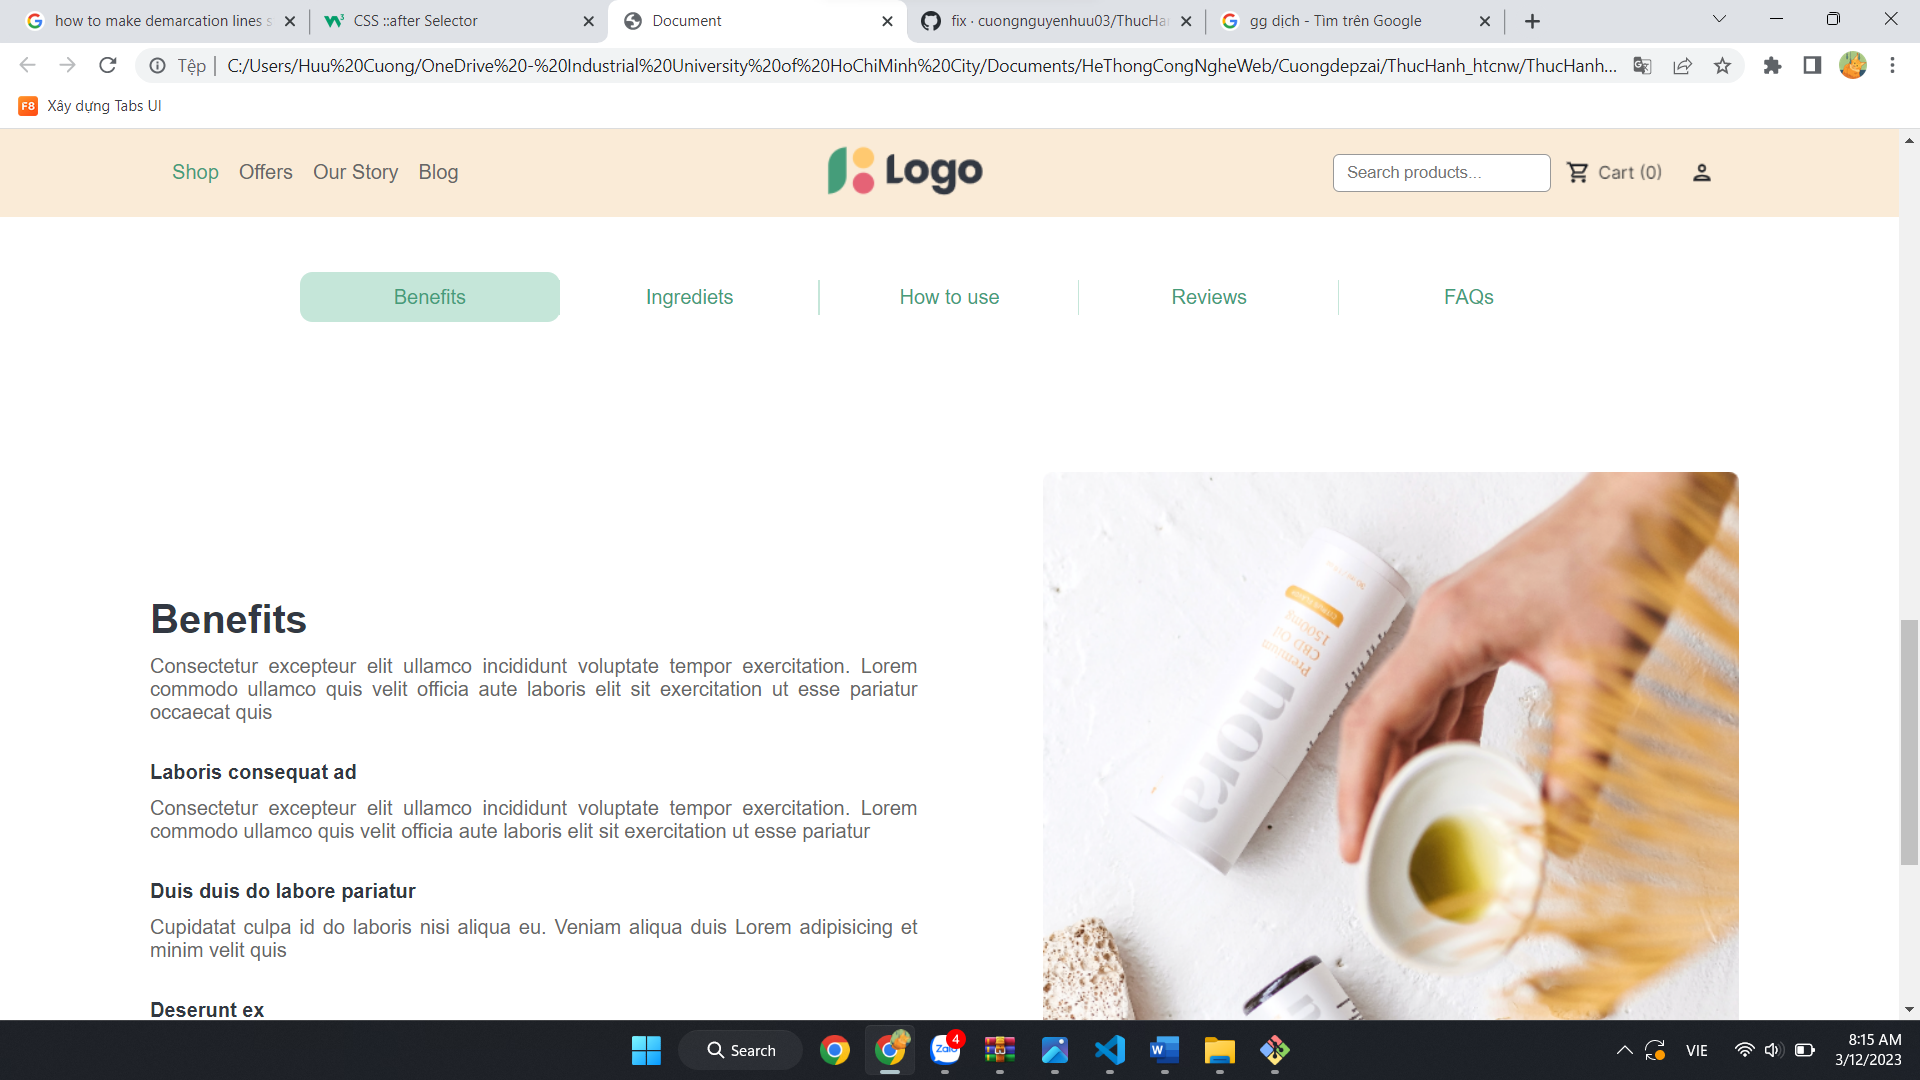 how to make demarcation lines s
CSS ::after Selector
Document
fix · cuongnguyenhuu03/ThucHa
gg dịch - Tìm trên Google
Tệp
C:/Users/Huu%20Cuong/OneDrive%20-%20Industrial%20University%20of%20HoChiMinh%20City/Documents/HeThongCongNgheWeb/Cuongdepzai/ThucHanh_htcnw/ThucHanh...
F8
Xây dựng Tabs UI
Shop Offers Our Story Blog
Logo
Search products...
Cart (0)
Benefits
Ingrediets
How to use
Reviews
FAQs
Benefits
Consectetur excepteur elit ullamco incididunt voluptate tempor exercitation. Lorem
commodo ullamco quis velit officia aute laboris elit sit exercitation ut esse pariatur
occaecat quis
Laboris consequat ad
Consectetur excepteur elit ullamco incididunt voluptate tempor exercitation. Lorem
commodo ullamco quis velit officia aute laboris elit sit exercitation ut esse pariatur
Duis duis do labore pariatur
Cupidatat culpa id do laboris nisi aliqua eu. Veniam aliqua duis Lorem adipisicing et
minim velit quis
Deserunt ex
1500mg
CBD Oil
Premium
nora
Search
Zalo
4
W
VIE
8:15 AM
3/12/2023